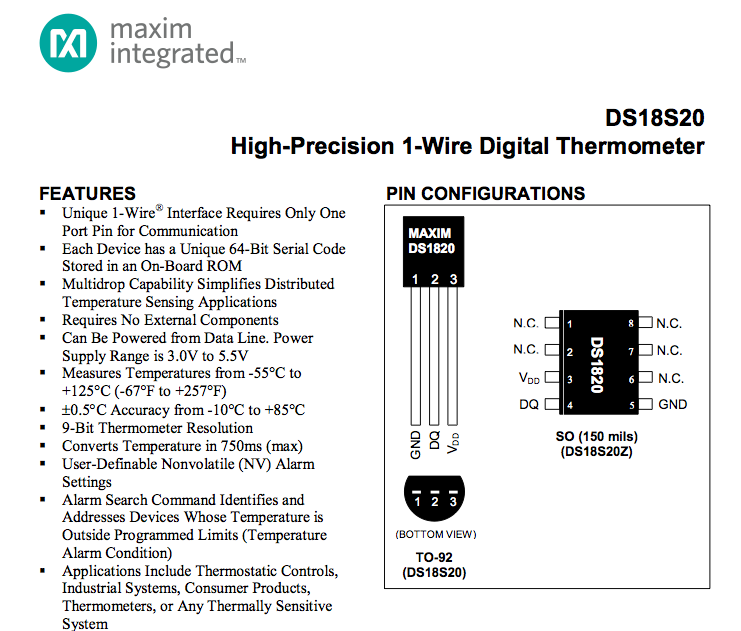 maxim
integrated™
DS18S20
High-Precision 1-Wire Digital Thermometer
FEATURES
▪ Unique 1-Wire® Interface Requires Only One
Port Pin for Communication
▪ Each Device has a Unique 64-Bit Serial Code
Stored in an On-Board ROM
▪ Multidrop Capability Simplifies Distributed
Temperature Sensing Applications
▪ Requires No External Components
▪ Can Be Powered from Data Line. Power
Supply Range is 3.0V to 5.5V
▪ Measures Temperatures from -55°C to
+125°C (-67°F to +257°F)
▪ ±0.5°C Accuracy from -10°C to +85°C
▪ 9-Bit Thermometer Resolution
▪ Converts Temperature in 750ms (max)
▪ User-Definable Nonvolatile (NV) Alarm
Settings
▪ Alarm Search Command Identifies and
Addresses Devices Whose Temperature is
Outside Programmed Limits (Temperature
Alarm Condition)
▪ Applications Include Thermostatic Controls,
Industrial Systems, Consumer Products,
Thermometers, or Any Thermally Sensitive
System
PIN CONFIGURATIONS
MAXIM
DS1820
1 2 3
GND
DQ
VDD
1 2 3
(BOTTOM VIEW)
TO-92
(DS18S20)
N.C. 1 8 N.C.
N.C. 2 7 N.C.
VDD 3 6 N.C.
DQ 4 5 GND
DS1820
SO (150 mils)
(DS18S20Z)